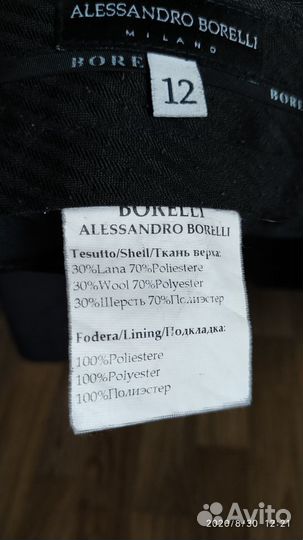 ALESSANDRO BORELLI
MILANO
BORE
BORE
12
BORELLI
ALESSANDRO BORELLI
Tesutto/Shell/Ткань верха:
30%Lana 70%Poliestere
30%Wool 70%Polyester
30%Шерсть 70%Полиэстер
Fodera/Lining/Подкладка:
100%Poliestere
100%Polyester
100%Полиэстер
2020/8/30 12:21
Avito